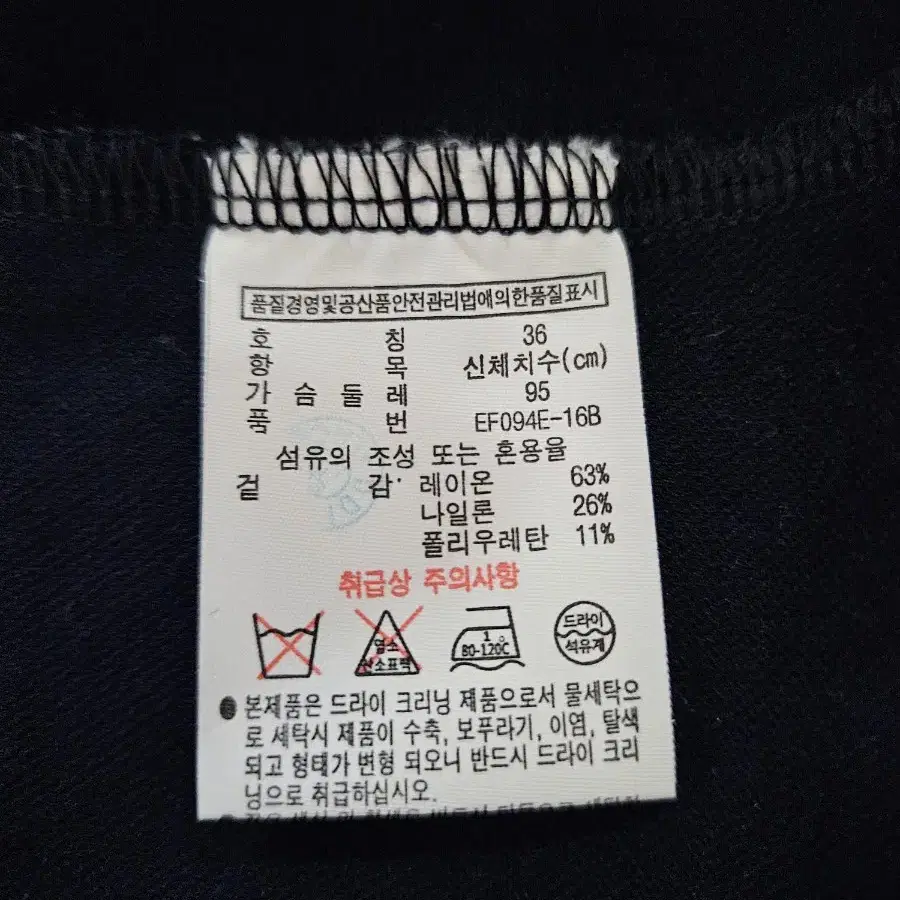 품질경영및공산품안전관리법애의한품질표시
호 칭 36
항 목 신체치수(cm)
가 슴 둘 레 95
품 번 EF094E-16B
섬유의 조성 또는 혼용율
겉 감· 레이온 63%
나일론 26%
폴리우레탄 11%
취급상 주의사항
염소
산소표백
1
80-120℃
드라이
석유계
● 본제품은 드라이 크리닝 제품으로서 물세탁으
로 세탁시 제품이 수축, 보푸라기, 이염, 탈색
되고 형태가 변형 되오니 반드시 드라이 크리
닝으로 취급하십시오.